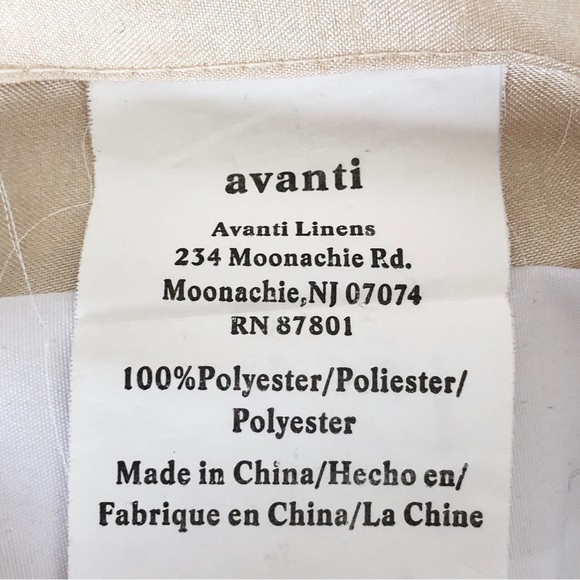 avanti
Avanti Linens
234 Moonachie Rd.
Moonachie,NJ 07074
RN 87801
100%Polyester/Poliester/
Polyester
Made in China/Hecho en/
Fabrique en China/La Chine